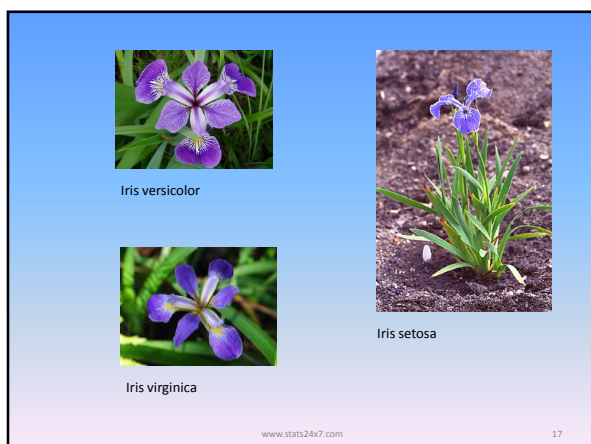 Iris versicolor
Iris setosa
Iris virginica
www.stats24x7.com
17